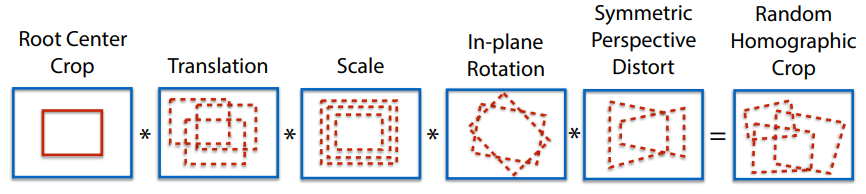 Root Center
Crop
Translation
Scale
In-plane
Rotation
Symmetric
Perspective
Distort
Random
Homographic
Crop
* * * * =